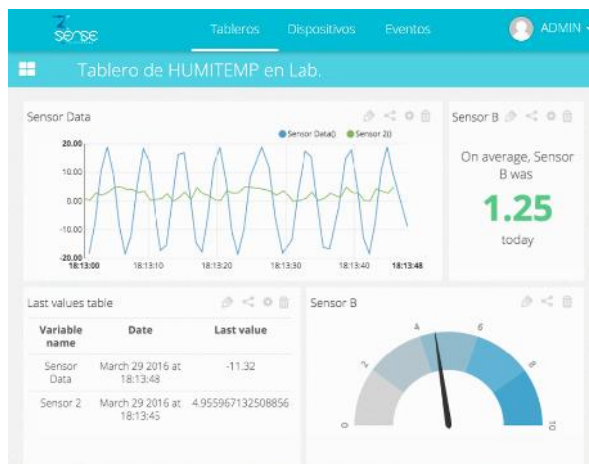 3
sense
Tableros Dispositivos Eventos ADMIN
Tablero de HUMITEMP en Lab.
Sensor Data
Sensor Data() Sensor 2()
20.00
10.00
0.00
-10.00
-20.00
18:13:00 18:13:10 18:13:20 18:13:30 18:13:40 18:13:48
Sensor B
On average, Sensor
B was
1.25
today
Last values table
Variable name Date Last value
Sensor Data March 29 2016 at 18:13:48 -11.32
Sensor 2 March 29 2016 at 18:13:45 4.955967132508856
Sensor B
0 2 4 6 8 10